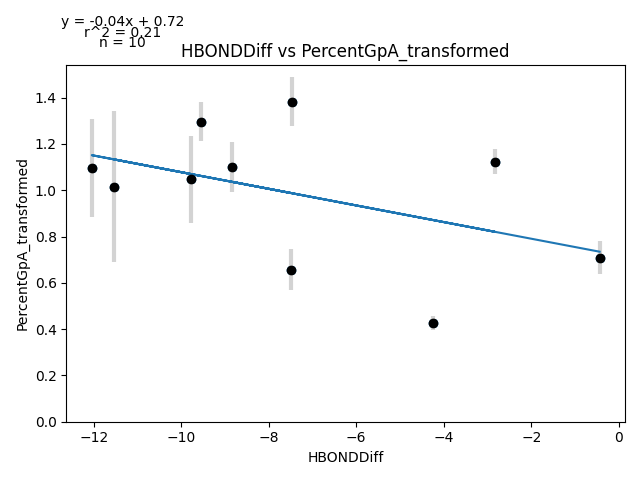 y = -0.04x + 0.72
r^2 = 0.21
n = 10
HBONDDiff vs PercentGpA_transformed
PercentGpA_transformed
1.4
1.2
1.0
0.8
0.6
0.4
0.2
0.0
−12 −10 −8 −6 −4 −2 0
HBONDDiff